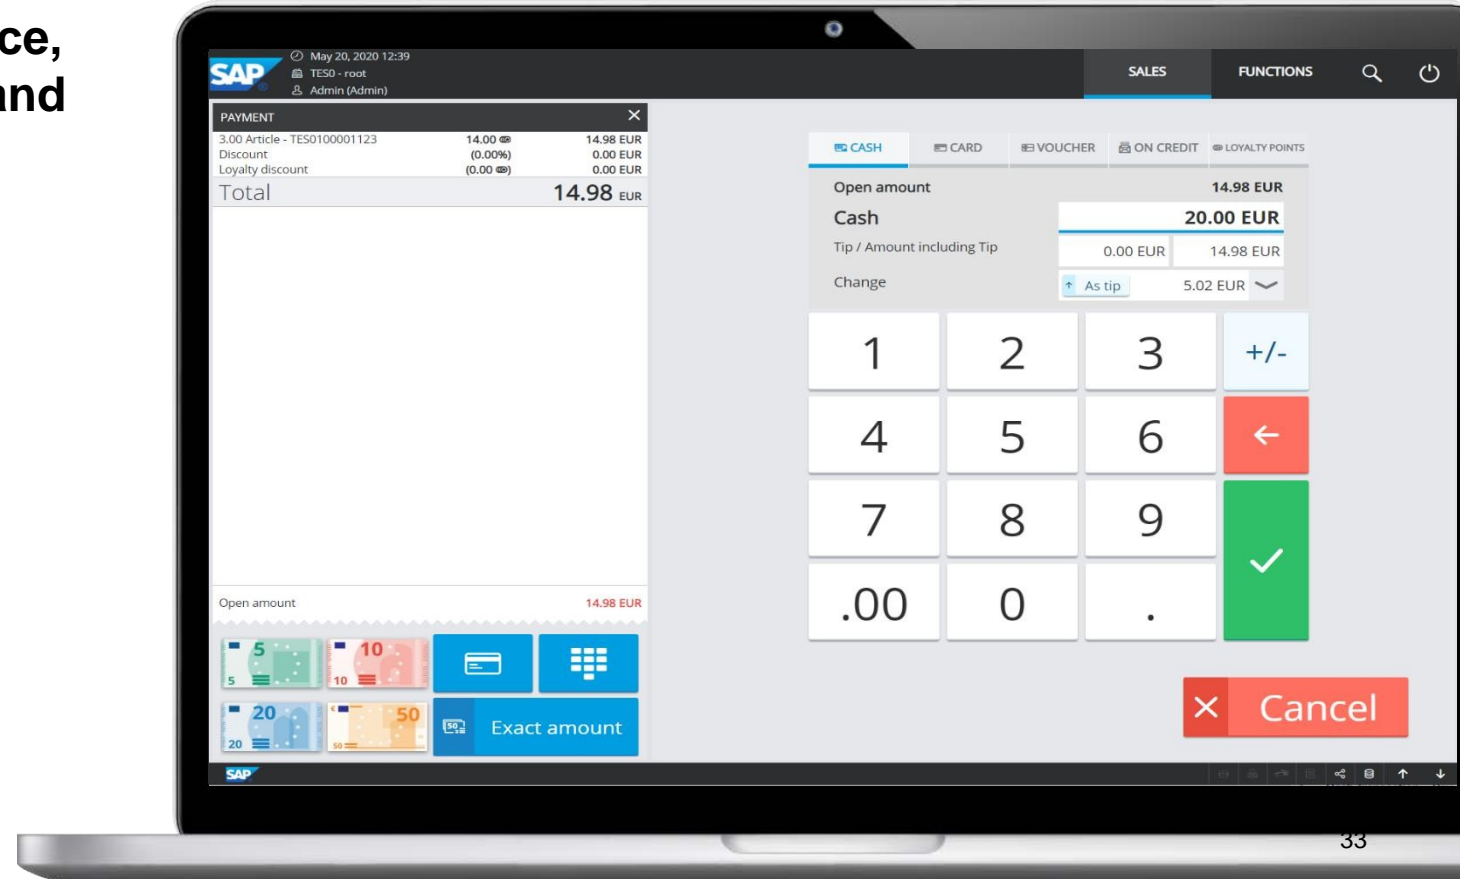 ce,
and
SAP
May 20, 2020 12:39
TES0 - root
Admin (Admin)
SALES
FUNCTIONS
PAYMENT
3.00 Article - TES0100001123 14.00 14.98 EUR
Discount (0.00%) 0.00 EUR
Loyalty discount (0.00) 0.00 EUR
Total 14.98 EUR
Open amount 14.98 EUR
5 5
10 10
20 20
50 50
50
Exact amount
CASH CARD VOUCHER ON CREDIT LOYALTY POINTS
Open amount 14.98 EUR
Cash 20.00 EUR
Tip / Amount including Tip 0.00 EUR 14.98 EUR
Change As tip 5.02 EUR
1 2 3 +/-
4 5 6
7 8 9
.00 0 .
Cancel
SAP
33